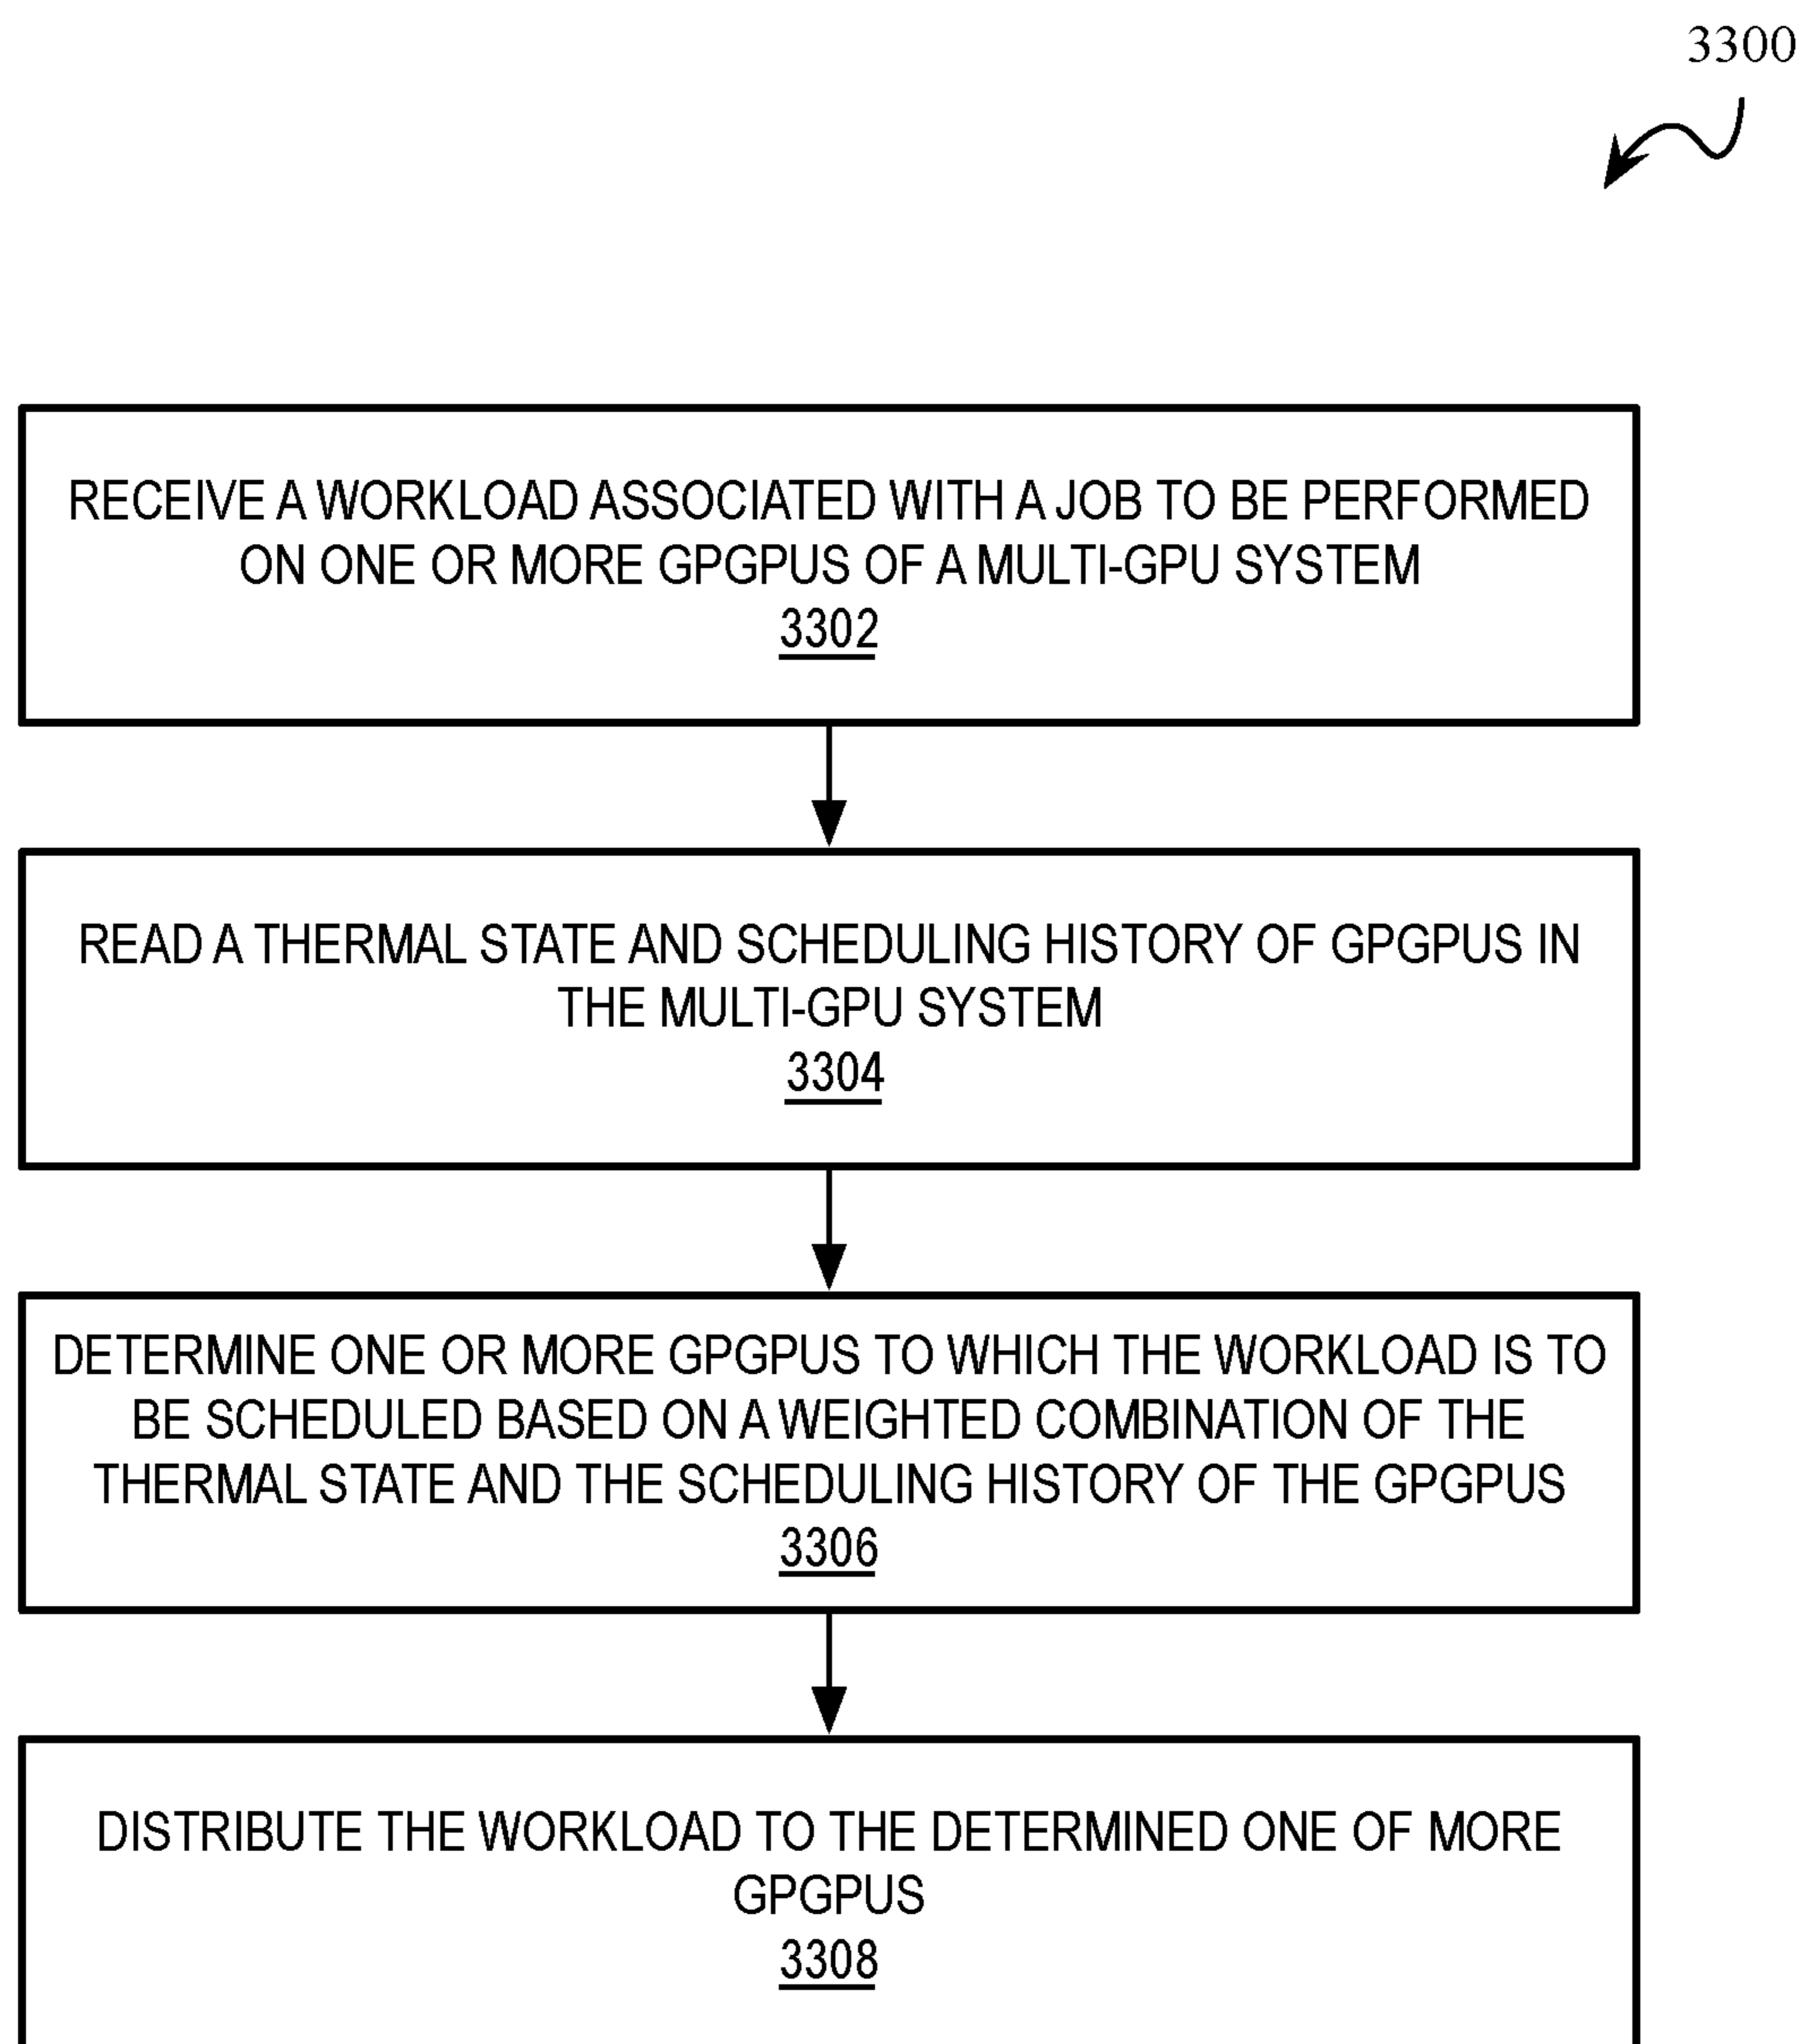 3300
RECEIVE A WORKLOAD ASSOCIATED WITH A JOB TO BE PERFORMED
ON ONE OR MORE GPGPUS OF A MULTI-GPU SYSTEM
3302
READ A THERMAL STATE AND SCHEDULING HISTORY OF GPGPUS IN
THE MULTI-GPU SYSTEM
3304
DETERMINE ONE OR MORE GPGPUS TO WHICH THE WORKLOAD IS TO
BE SCHEDULED BASED ON A WEIGHTED COMBINATION OF THE
THERMAL STATE AND THE SCHEDULING HISTORY OF THE GPGPUS
3306
DISTRIBUTE THE WORKLOAD TO THE DETERMINED ONE OF MORE
GPGPUS
3308